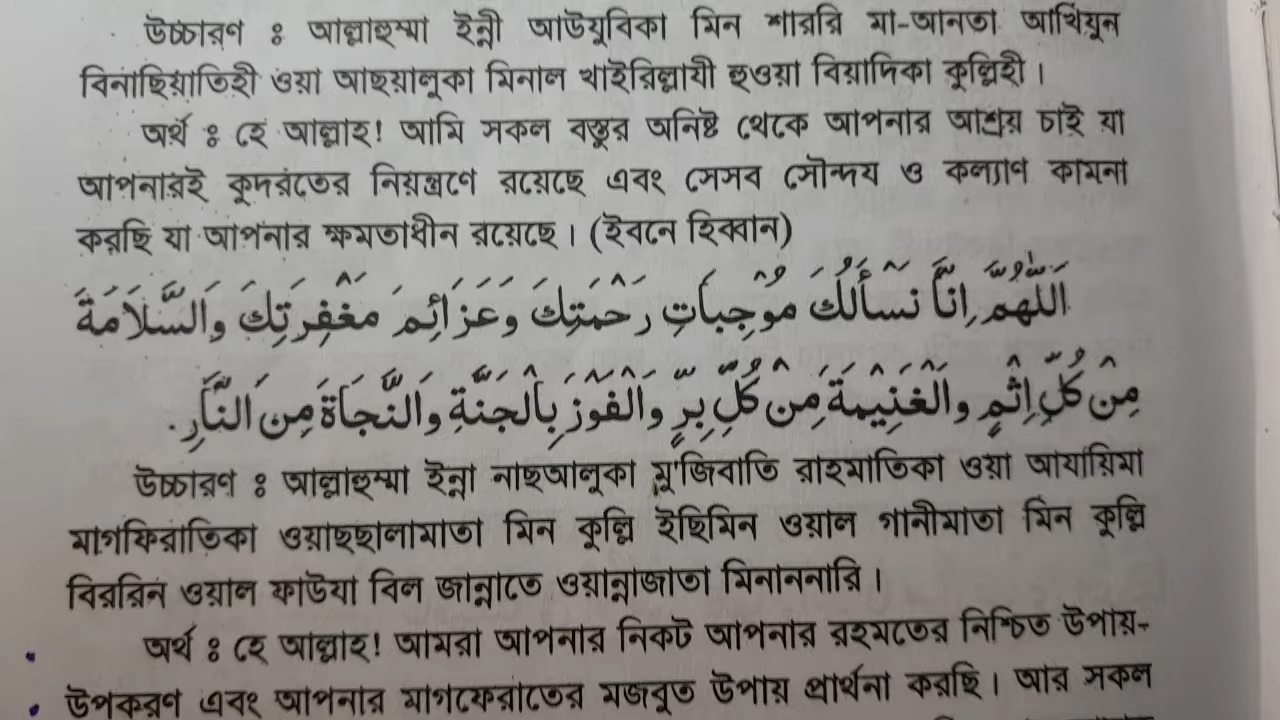 উচ্চারণ ঃ আল্লাহুম্মা ইন্নী আউযুবিকা মিন শাররি মা-আনতা আখিযুন
বিনাছিয়াতিহী ওয়া আছয়ালুকা মিনাল খাইরিল্লাযী হুওয়া বিয়াদিকা কুল্লিহী।
অর্থ ঃ হে আল্লাহ! আমি সকল বস্তুর অনিষ্ট থেকে আপনার আশ্রয় চাই যা
আপনারই কুদরতের নিয়ন্ত্রণে রয়েছে এবং সেসব সৌন্দর্য ও কল্যাণ কামনা
করছি যা আপনার ক্ষমতাধীন রয়েছে। (ইবনে হিব্বান)
اَللّٰهُمَّ اِنَّا نَسْأَلُكَ مُوْجِبَاتِ رَحْمَتِكَ وَعَزَائِمَ مَغْفِرَتِكَ وَالسَّلَامَةَ
مِنْ كُلِّ اِثْمٍ وَالْغَنِيْمَةَ مِنْ كُلِّ بِرٍّ وَالْفَوْزَ بِالْجَنَّةِ وَالنَّجَاةَ مِنَ النَّارِ.
উচ্চারণ ঃ আল্লাহুম্মা ইন্না নাছআলুকা মু'জিবাতি রাহমাতিকা ওয়া আযায়িমা
মাগফিরাতিকা ওয়াছছালামাতা মিন কুল্লি ইছিমিন ওয়াল গানীমাতা মিন কুল্লি
বিররিন ওয়াল ফাউযা বিল জান্নাতে ওয়ান্নাজাতা মিনাননারি।
অর্থ ঃ হে আল্লাহ! আমরা আপনার নিকট আপনার রহমতের নিশ্চিত উপায়-
উপকরণ এবং আপনার মাগফেরাতের মজবুত উপায় প্রার্থনা করছি। আর সকল